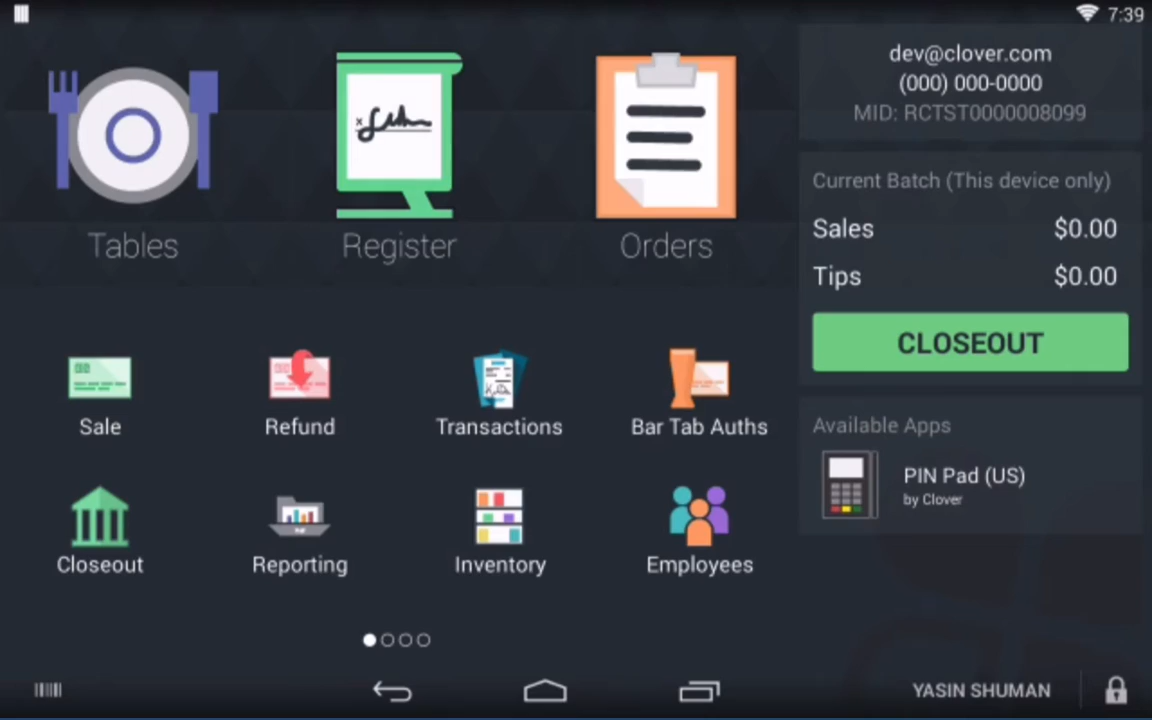 7:39
dev@clover.com
(000) 000-0000
MID: RCTST0000008099
Tables
Register
Orders
Current Batch (This device only)
Sales $0.00
Tips $0.00
CLOSEOUT
Sale
Refund
Transactions
Bar Tab Auths
Available Apps
PIN Pad (US)
by Clover
Closeout
Reporting
Inventory
Employees
YASIN SHUMAN